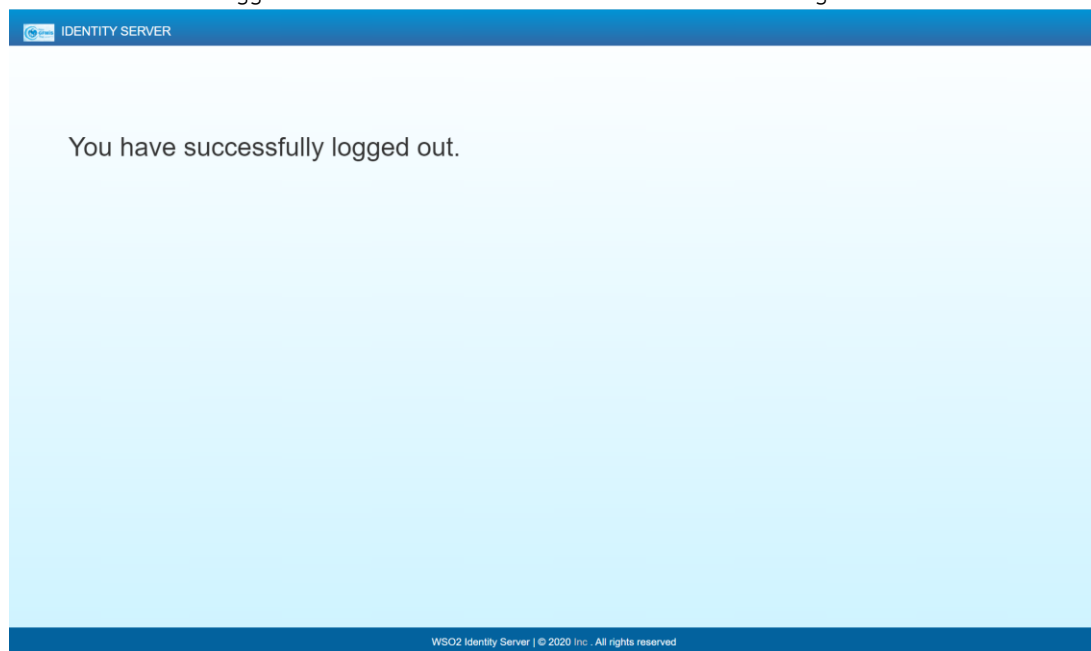 IDENTITY SERVER
You have successfully logged out.
WSO2 Identity Server | © 2020 Inc . All rights reserved